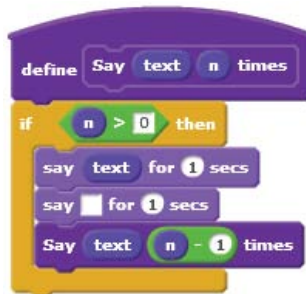 define Say text n times
if n > 0 then
say text for 1 secs
say for 1 secs
Say text n - 1 times